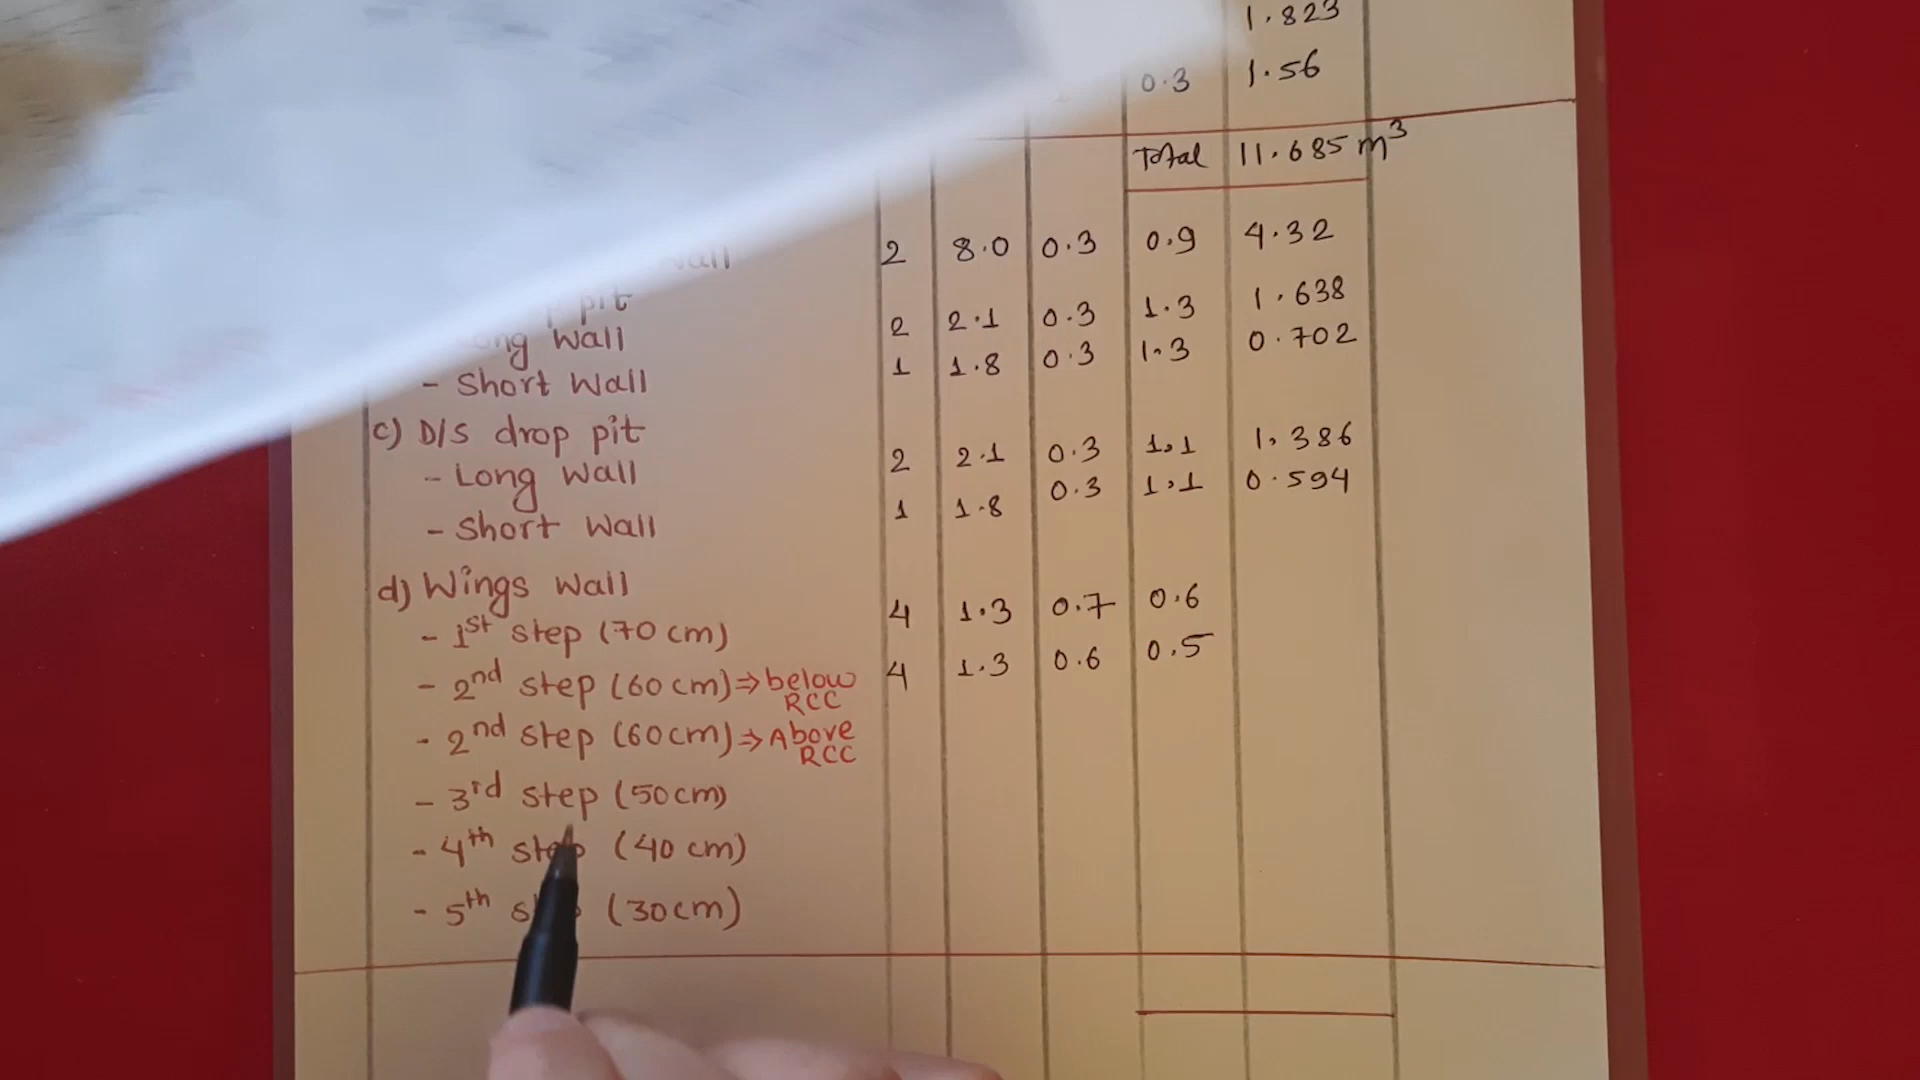 1.823
0.3 1.56
Total 11.685 m³
2 8.0 0.3 0.9 4.32
pit
Wall 2 2.1 0.3 1.3 1.638
- Short Wall 1 1.8 0.3 1.3 0.702
c) D/S drop pit
- Long Wall 2 2.1 0.3 1.1 1.386
- Short Wall 1 1.8 0.3 1.1 0.594
d) Wings Wall
- 1st step (70 cm) 4 1.3 0.7 0.6
- 2nd step (60 cm) ⇒ below RCC 4 1.3 0.6 0.5
- 2nd step (60 cm) ⇒ Above RCC
- 3rd step (50cm)
- 4th step (40 cm)
- 5th (30cm)